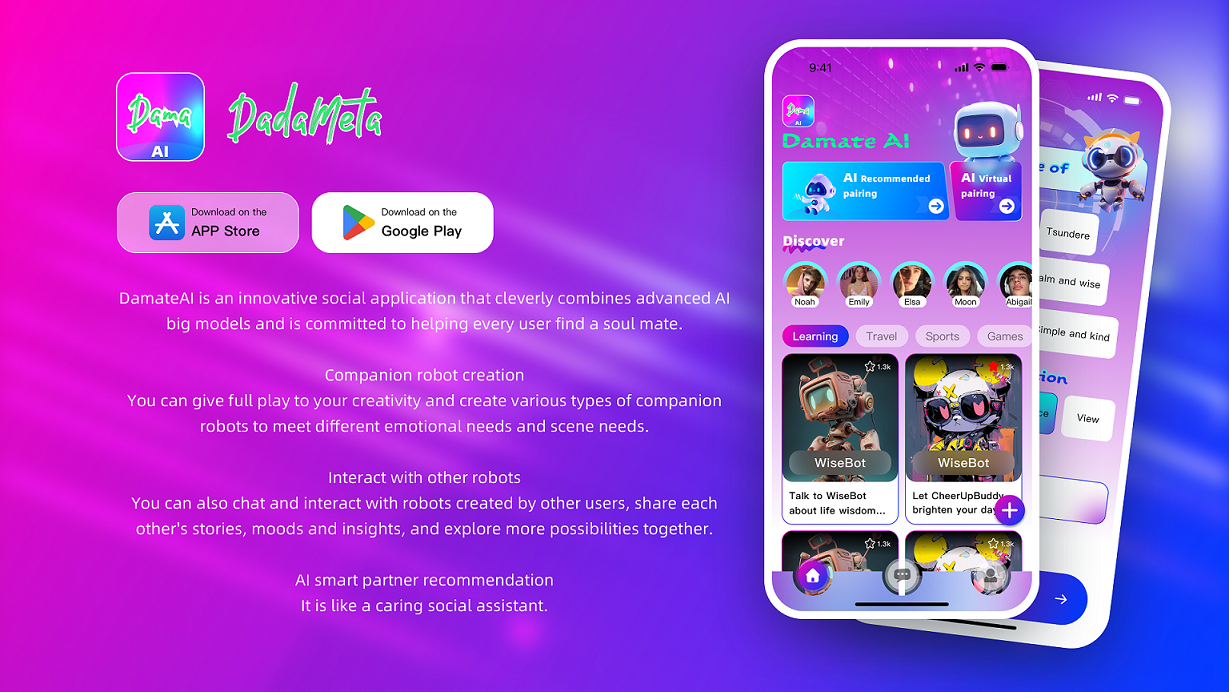 Dama
AI
DadaMeta
Download on the
APP Store
Download on the
Google Play
DamateAI is an innovative social application that cleverly combines advanced AI
big models and is committed to helping every user find a soul mate.
Companion robot creation
You can give full play to your creativity and create various types of companion
robots to meet different emotional needs and scene needs.
Interact with other robots
You can also chat and interact with robots created by other users, share each
other's stories, moods and insights, and explore more possibilities together.
AI smart partner recommendation
It is like a caring social assistant.
9:41
Dama
AI
Damate AI
AI Recommended
pairing
AI Virtual
pairing
Discover
Noah
Emily
Elsa
Moon
Abigail
Learning
Travel
Sports
Games
1.3k
1.3k
WiseBot
WiseBot
Talk to WiseBot
about life wisdom...
Let CheerUpBuddy
brighten your day
1.3k
1.3k
of
Tsundere
alm and wise
imple and kind
tion
ce
View